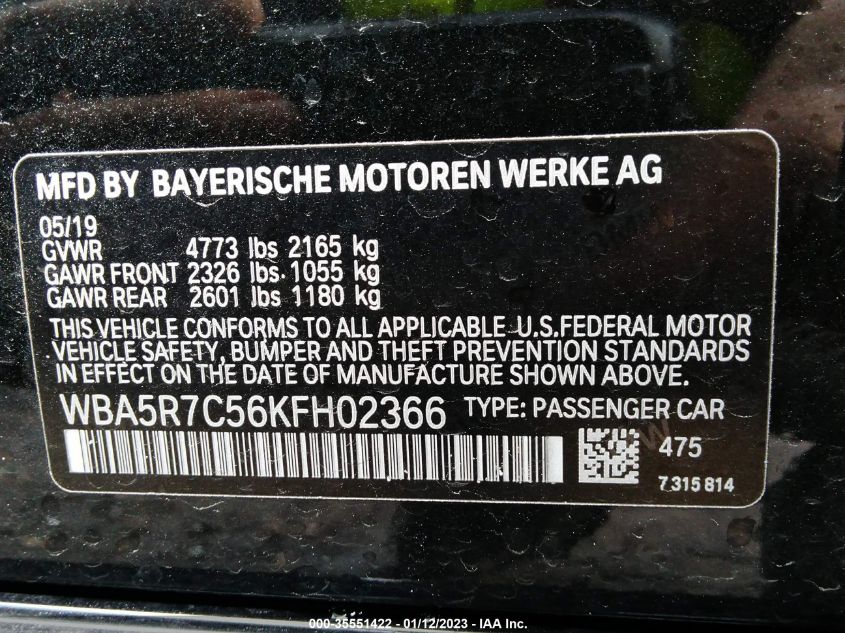 MFD BY BAYERISCHE MOTOREN WERKE AG
05/19
GVWR 4773 lbs 2165 kg
GAWR FRONT 2326 lbs 1055 kg
GAWR REAR 2601 lbs 1180 kg
THIS VEHICLE CONFORMS TO ALL APPLICABLE U.S.FEDERAL MOTOR
VEHICLE SAFETY, BUMPER AND THEFT PREVENTION STANDARDS
IN EFFECT ON THE DATE OF MANUFACTURE SHOWN ABOVE.
WBA5R7C56KFH02366 TYPE: PASSENGER CAR
475
7315814
000-35551422 - 01/12/2023 - IAA Inc.